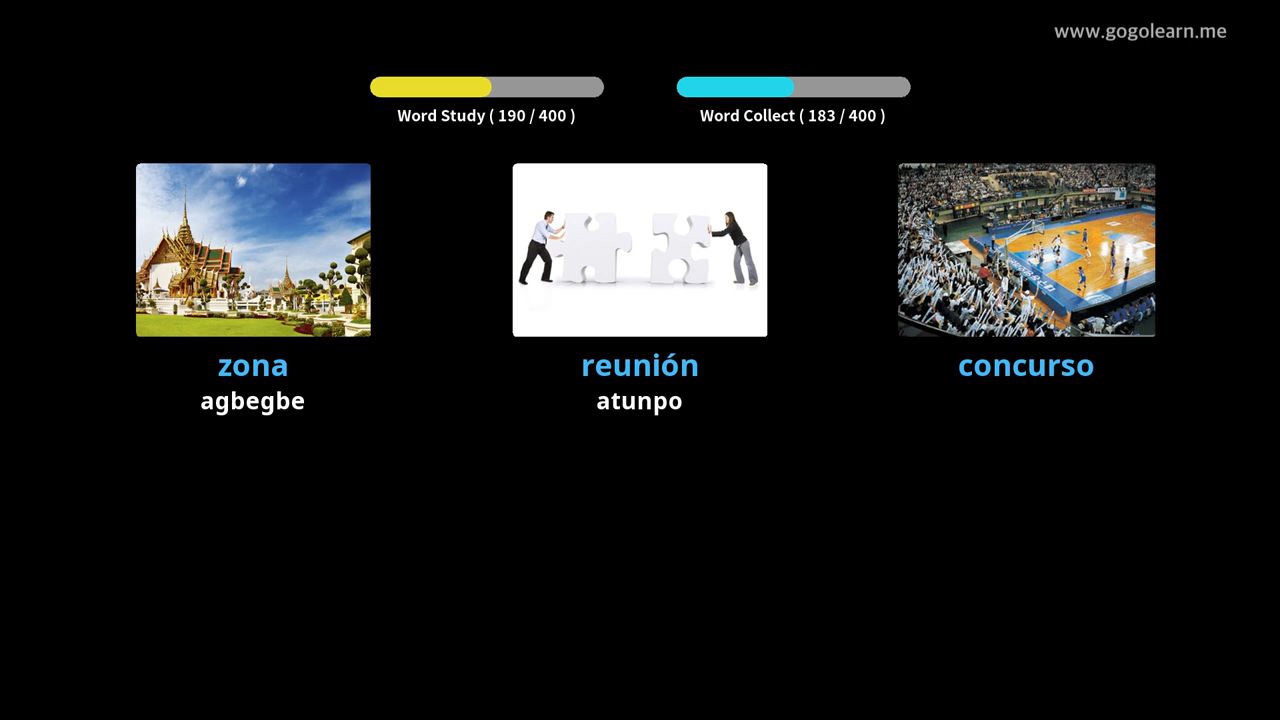 www.gogolearn.me
Word Study ( 190 / 400 )
Word Collect ( 183 / 400 )
zona
agbegbe
reunión
atunpo
concurso